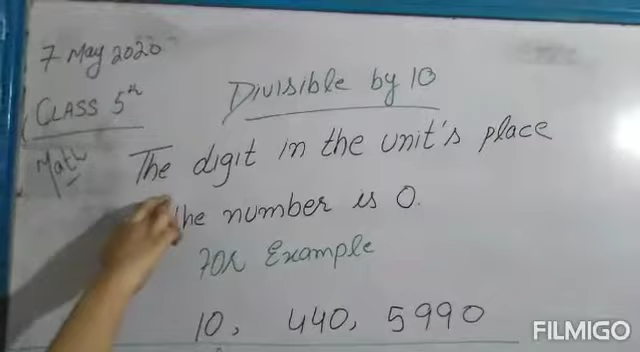 7 May 2020
CLASS 5th
Math
Divisible by 10
The digit in the unit's place
the number is 0.
For Example
10, 440, 5990
FILMIGO